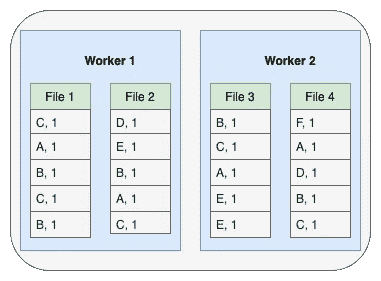 Worker 1
Worker 2
File 1
File 2
File 3
File 4
C, 1
D, 1
B, 1
F, 1
A, 1
E, 1
C, 1
A, 1
B, 1
B, 1
A, 1
D, 1
C, 1
A, 1
E, 1
B, 1
B, 1
C, 1
E, 1
C, 1